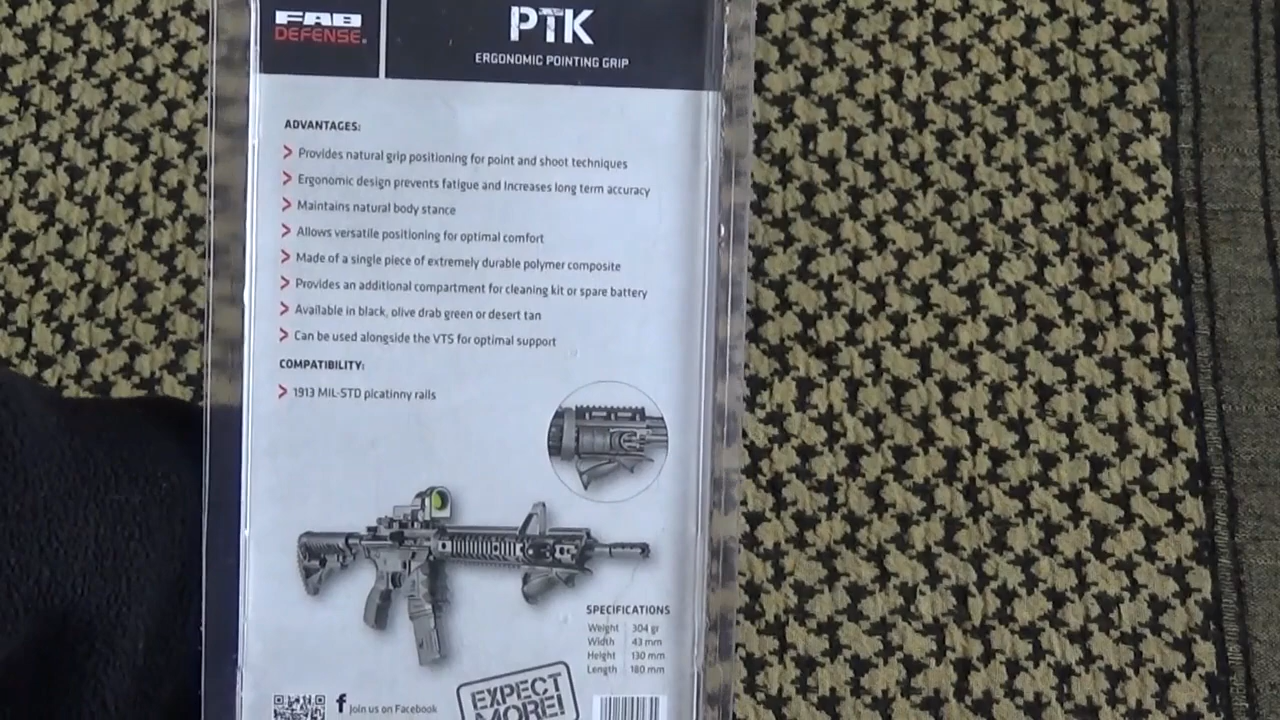 FAB
DEFENSE®
PTK
ERGONOMIC POINTING GRIP
ADVANTAGES:
> Provides natural grip positioning for point and shoot techniques
> Ergonomic design prevents fatigue and Increases long term accuracy
> Maintains natural body stance
> Allows versatile positioning for optimal comfort
> Made of a single piece of extremely durable polymer composite
> Provides an additional compartment for cleaning kit or spare battery
> Available in black, olive drab green or desert tan
> Can be used alongside the VTS for optimal support
COMPATIBILITY:
> 1913 MIL-STD picatinny rails
SPECIFICATIONS
Weight 304 gr
Width 43 mm
Height 130 mm
Length 180 mm
EXPECT
MORE!
f Join us on Facebook